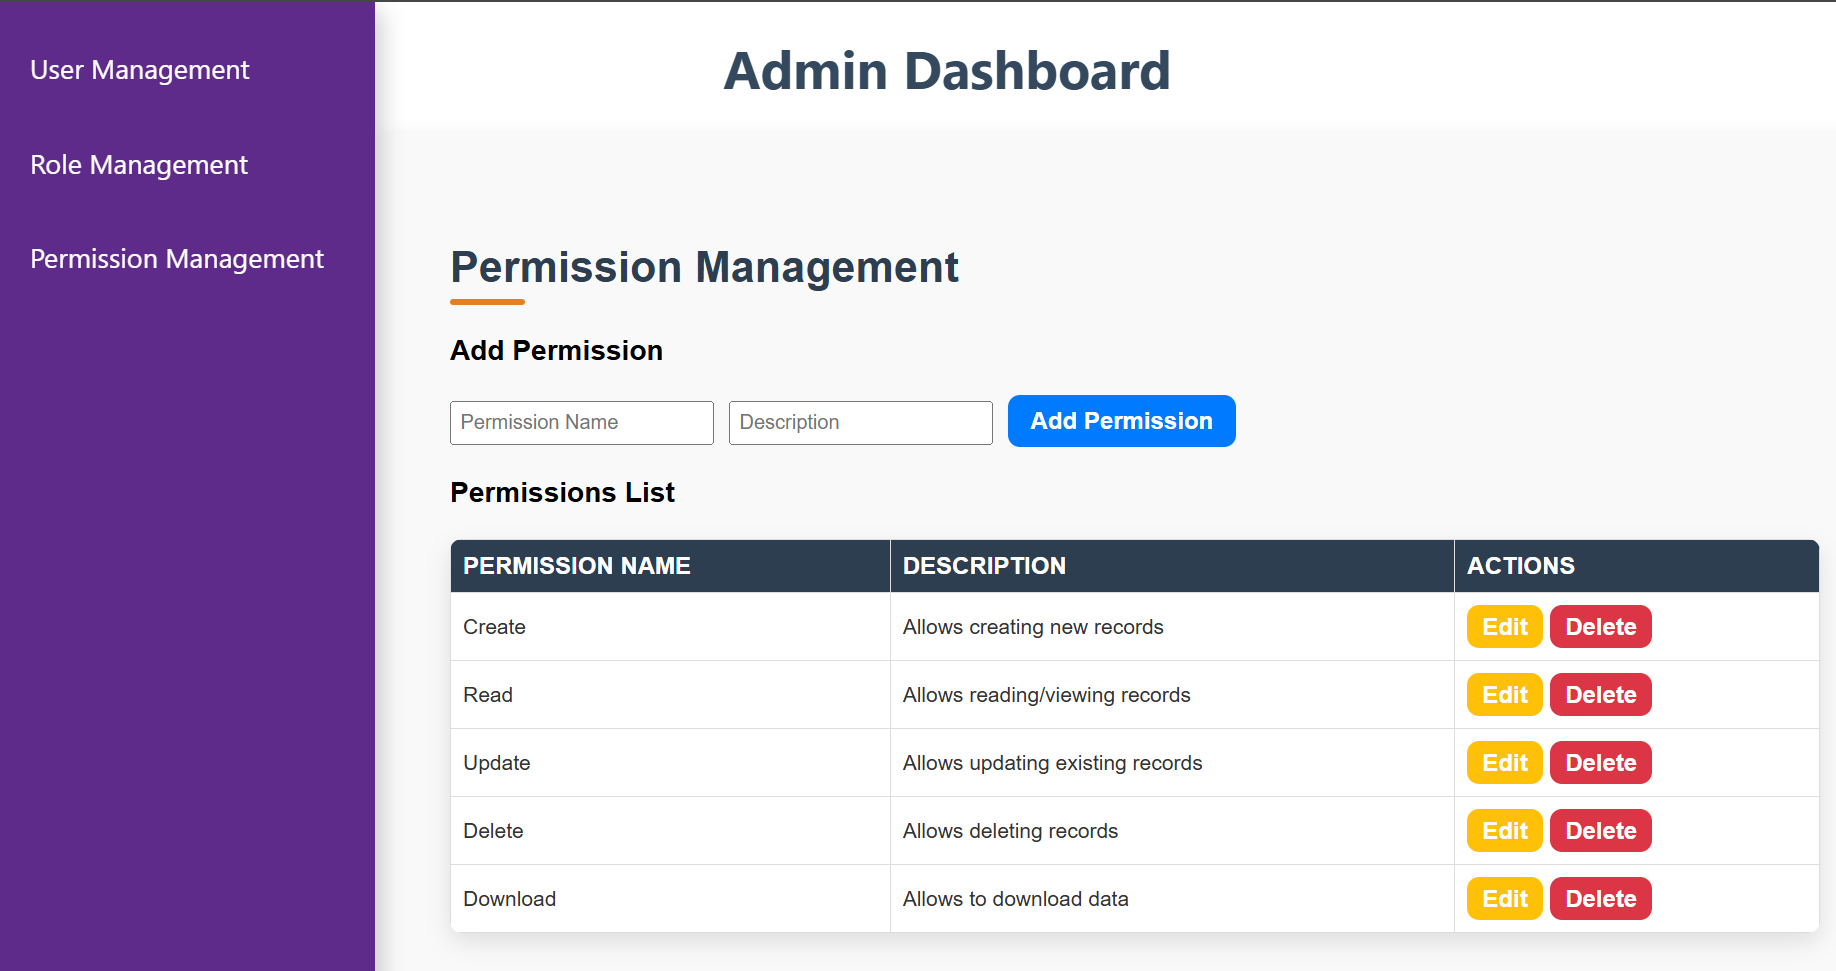 User Management
Role Management
Permission Management
Admin Dashboard
Permission Management
Add Permission
Permission Name Description Add Permission
Permissions List
PERMISSION NAME DESCRIPTION ACTIONS
Create Allows creating new records Edit Delete
Read Allows reading/viewing records Edit Delete
Update Allows updating existing records Edit Delete
Delete Allows deleting records Edit Delete
Download Allows to download data Edit Delete